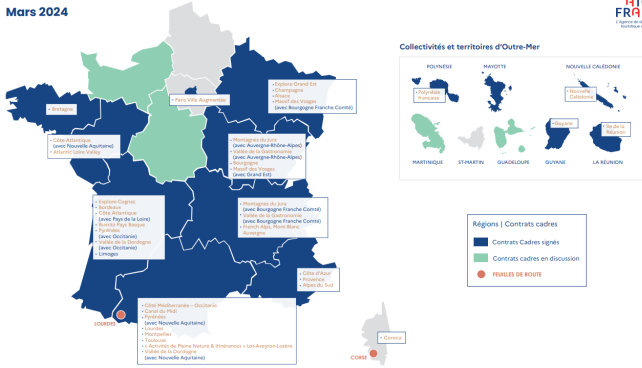 Mars 2024
FRA
Collectivités et territoires d'Outre-Mer
POLYNÉSIE
MAYOTTE
NOUVELLE CALÉDONIE
• Polynésie
française
• Nouvelle
Calédonie
• Guyane
• Ile de la
Réunion
MARTINIQUE
ST-MARTIN
GUADELOUPE
GUYANE
LA RÉUNION
• Explore Grand Est
• Champagne
• Alsace
• Massif des Vosges
(avec Bourgogne Franche Comté)
• Paris Ville Augmentée
• Bretagne
• Côte Atlantique
(avec Nouvelle Aquitaine)
• Atlantic Loire Valley
• Montagnes du Jura
(avec Auvergne-Rhône-Alpes)
• Vallée de la Gastronomie
(avec Auvergne-Rhône-Alpes)
• Bourgogne
• Massif des Vosges
(avec Grand Est)
• Explore Cognac
• Bordeaux
• Côte Atlantique
(avec Pays de la Loire)
• Biarritz Pays Basque
• Pyrénées
(avec Occitanie)
• Vallée de la Dordogne
(avec Occitanie)
• Limoges
• Montagnes du Jura
(avec Bourgogne Franche Comté)
• Vallée de la Gastronomie
(avec Bourgogne Franche Comté)
• French Alps, Mont-Blanc
Auvergne
Régions | Contrats cadres
Contrats Cadres signés
Contrats cadres en discussion
FEUILLES DE ROUTE
• Côte d'Azur
• Provence
• Alpes du Sud
LOURDES
• Côte Méditerranée – Occitanie
• Canal du Midi
• Pyrénées
(avec Nouvelle Aquitaine)
• Lourdes
• Montpellier
• Toulouse
• « Activités de Pleine Nature & Itinérances » Lot-Aveyron-Lozère
• Vallée de la Dordogne
(avec Nouvelle Aquitaine)
• Corsica
CORSE